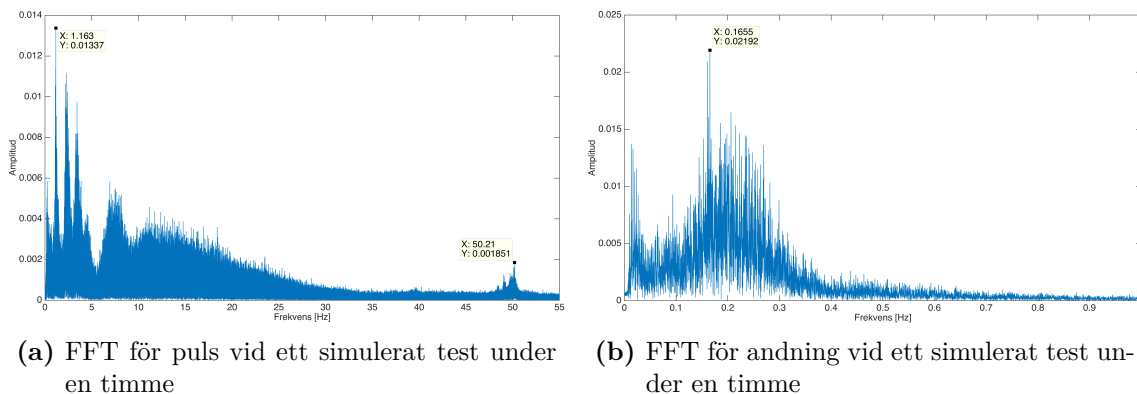 0.014
0.012
0.01
0.008
0.006
0.004
0.002
0
Amplitud
X: 1.163
Y: 0.01337
X: 50.21
Y: 0.001851
0 5 10 15 20 25 30 35 40 45 50 55
Frekvens [Hz]
(a) FFT för puls vid ett simulerat test under
en timme
0.025
0.02
0.015
0.01
0.005
0
Amplitud
X: 0.1655
Y: 0.02192
0 0.1 0.2 0.3 0.4 0.5 0.6 0.7 0.8 0.9
Frekvens [Hz]
(b) FFT för andning vid ett simulerat test un-
der en timme